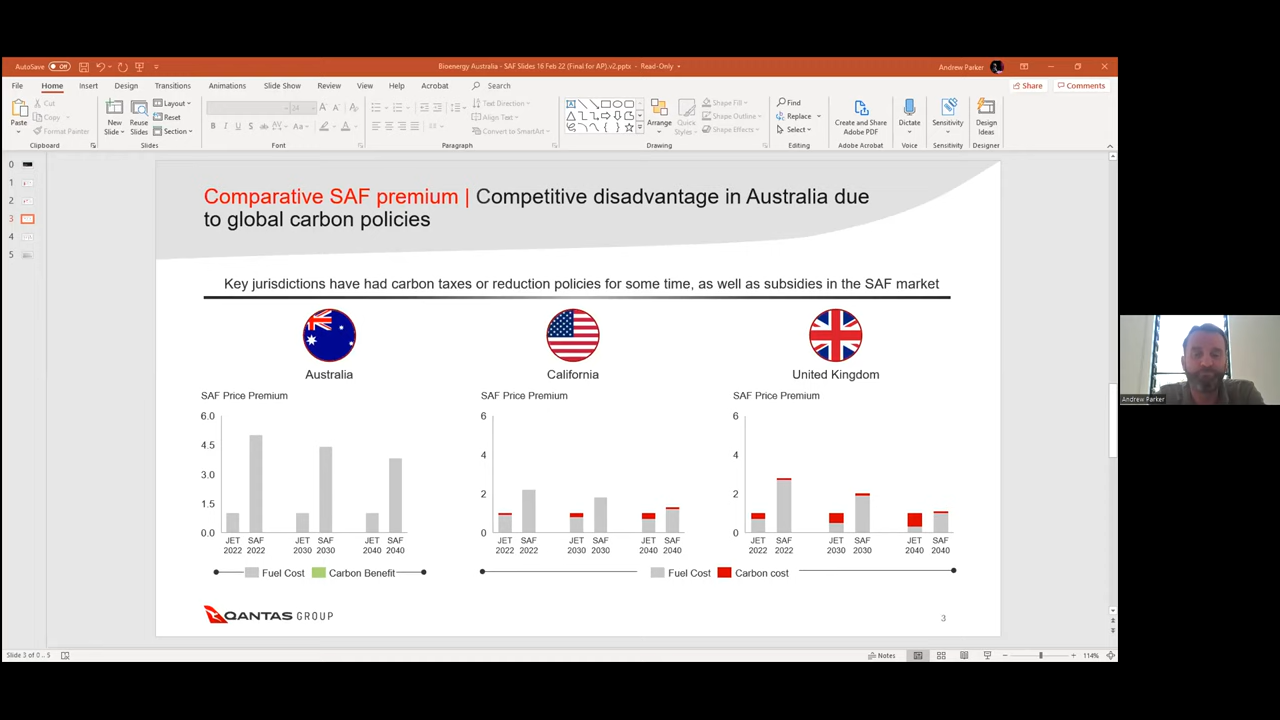 AutoSave Off
Bioenergy Australia - SAF Slides 16 Feb 22 (Final for AP).v2.pptx - Read-Only
Andrew Parker
File Home Insert Design Transitions Animations Slide Show Review View Help Acrobat Search
Share Comments
Paste
Cut
Copy
Format Painter
Clipboard
New Slide
Reuse Slides
Layout
Reset
Section
Slides
Font
Text Direction
Align Text
Convert to SmartArt
Paragraph
Arrange
Quick Styles
Shape Fill
Shape Outline
Shape Effects
Drawing
Find
Replace
Select
Editing
Create and Share Adobe PDF
Adobe Acrobat
Dictate
Voice
Sensitivity
Sensitivity
Design Ideas
Designer
0
1
2
3
4
5
Comparative SAF premium | Competitive disadvantage in Australia due
to global carbon policies
Key jurisdictions have had carbon taxes or reduction policies for some time, as well as subsidies in the SAF market
Australia
California
United Kingdom
SAF Price Premium
6.0
4.5
3.0
1.5
0.0
JET 2022
SAF 2022
JET 2030
SAF 2030
JET 2040
SAF 2040
Fuel Cost
Carbon Benefit
SAF Price Premium
6
4
2
0
JET 2022
SAF 2022
JET 2030
SAF 2030
JET 2040
SAF 2040
SAF Price Premium
6
4
2
0
JET 2022
SAF 2022
JET 2030
SAF 2030
JET 2040
SAF 2040
Fuel Cost
Carbon cost
QANTAS GROUP
3
Slide 3 of 0 .. 5
Notes
114%
Andrew Parker